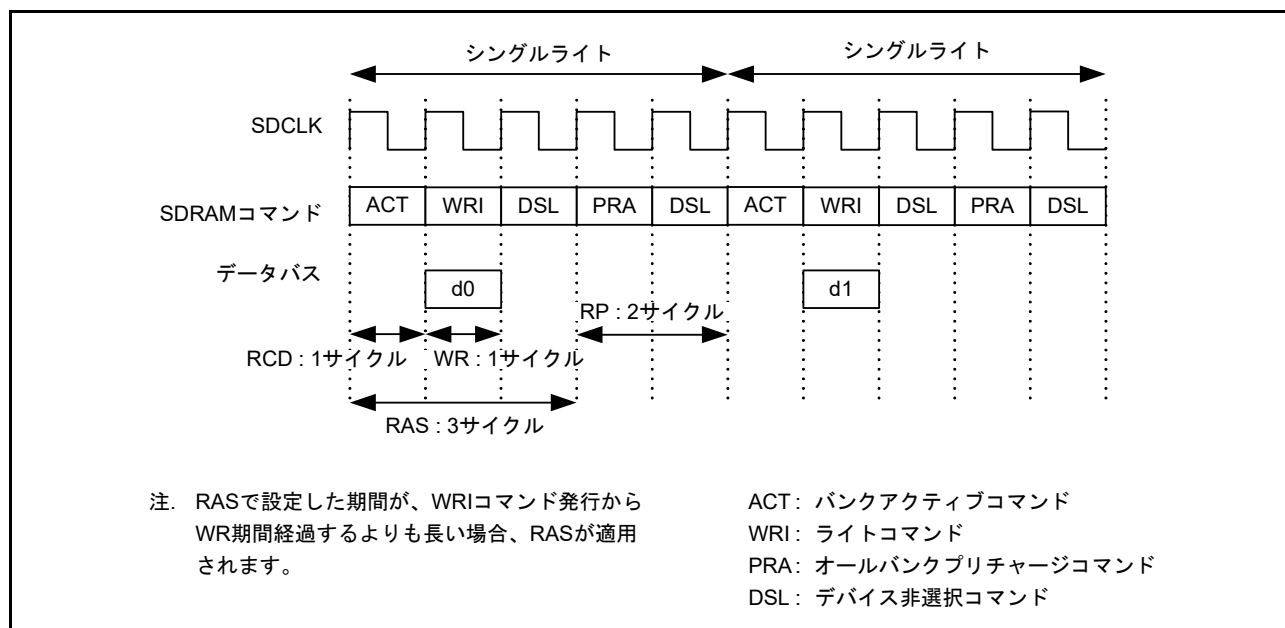 シングルライト シングルライト
SDCLK
SDRAMコマンド ACT WRI DSL PRA DSL ACT WRI DSL PRA DSL
データバス d0 d1
RP : 2サイクル
RCD : 1サイクル WR : 1サイクル
RAS : 3サイクル
注. RASで設定した期間が、WRIコマンド発行から
WR期間経過するよりも長い場合、RASが適用
されます。
ACT : バンクアクティブコマンド
WRI : ライトコマンド
PRA : オールバンクプリチャージコマンド
DSL : デバイス非選択コマンド